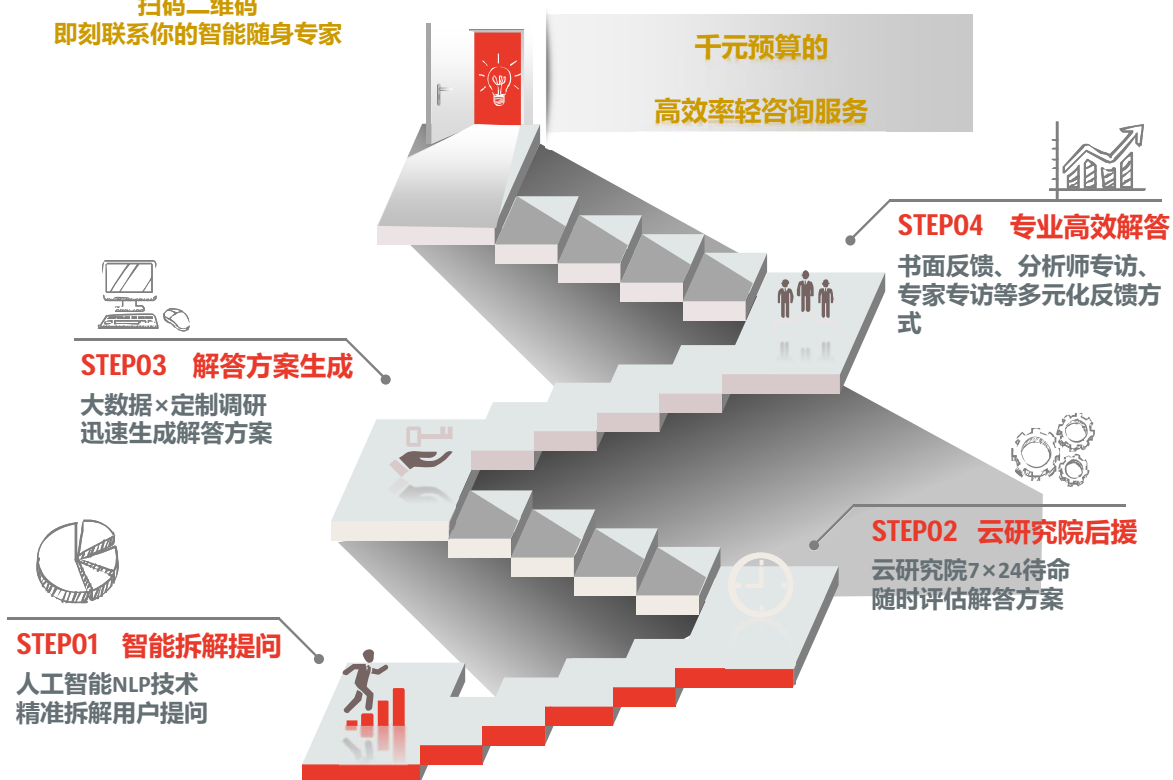 扫码二维码
即刻联系你的智能随身专家
千元预算的
高效率轻咨询服务
STEP04 专业高效解答
书面反馈、分析师专访、
专家专访等多元化反馈方
式
STEP03 解答方案生成
大数据×定制调研
迅速生成解答方案
STEP02 云研究院后援
云研究院7×24待命
随时评估解答方案
STEP01 智能拆解提问
人工智能NLP技术
精准拆解用户提问